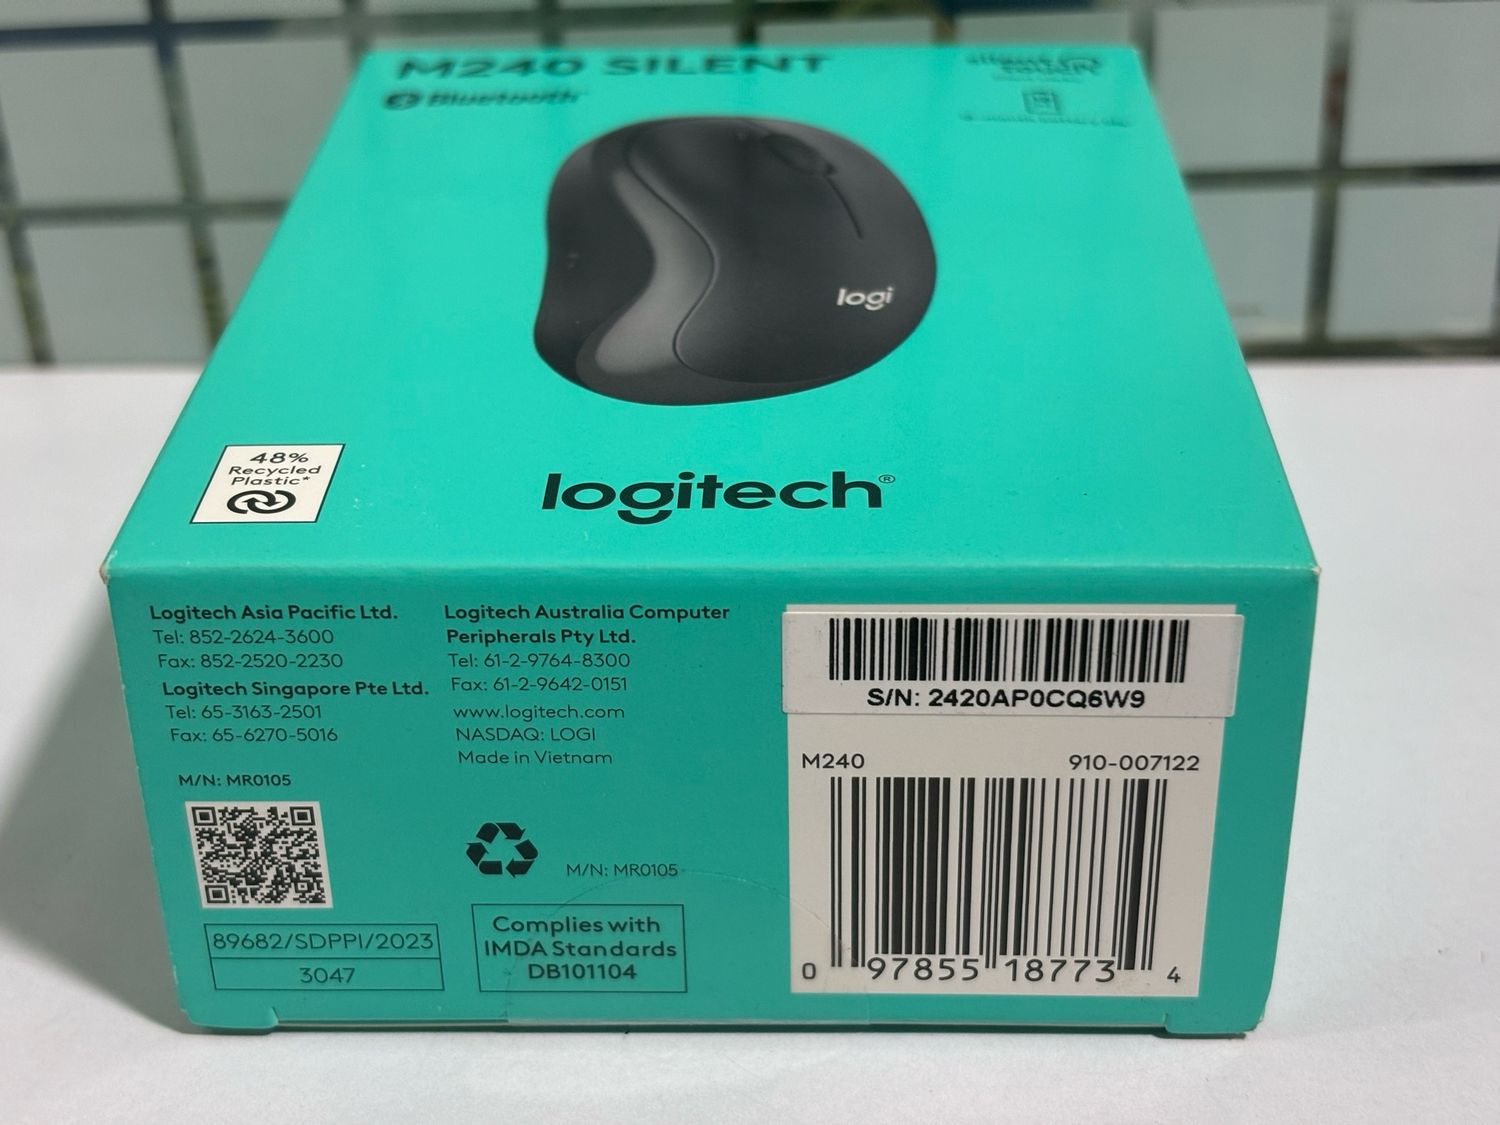 M240 SILENT
Bluetooth
logi
48%
Recycled
Plastic*
logitech®
Logitech Asia Pacific Ltd.
Tel: 852-2624-3600
Fax: 852-2520-2230
Logitech Singapore Pte Ltd.
Tel: 65-3163-2501
Fax: 65-6270-5016
M/N: MR0105
89682/SDPPI/2023
3047
Logitech Australia Computer
Peripherals Pty Ltd.
Tel: 61-2-9764-8300
Fax: 61-2-9642-0151
www.logitech.com
NASDAQ: LOGI
Made in Vietnam
M/N: MR0105
Complies with
IMDA Standards
DB101104
S/N: 2420AP0CQ6W9
M240 910-007122
0 97855 18773 4